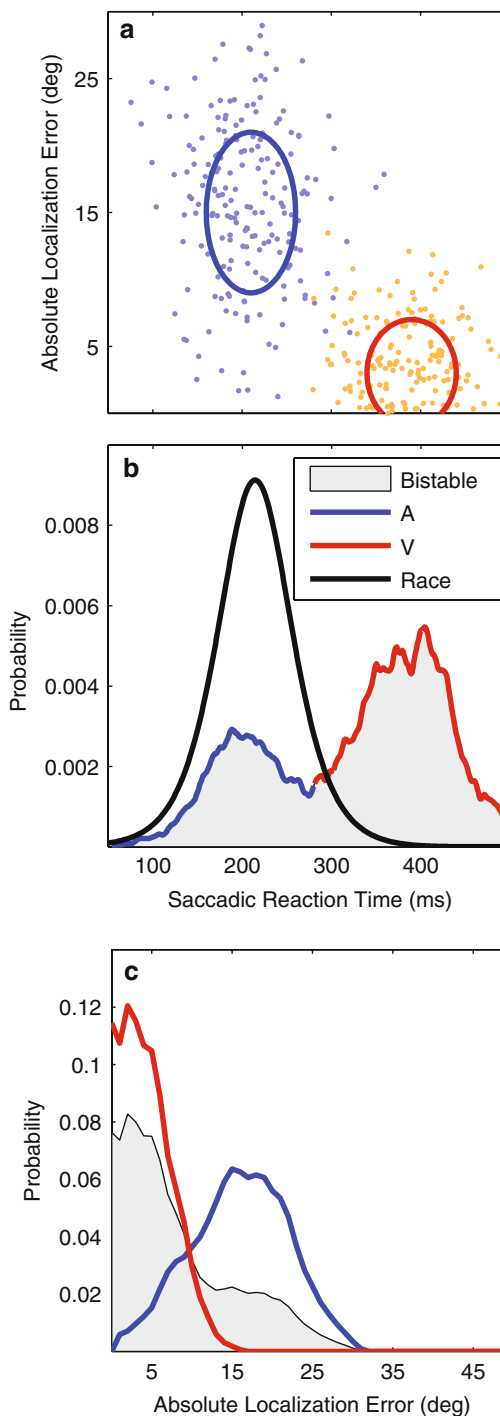 a
Absolute Localization Error (deg)
25
15
5
b
Bistable
A
V
Race
Probability
0.008
0.006
0.004
0.002
100 200 300 400
Saccadic Reaction Time (ms)
c
Probability
0.12
0.1
0.08
0.06
0.04
0.02
5 15 25 35 45
Absolute Localization Error (deg)